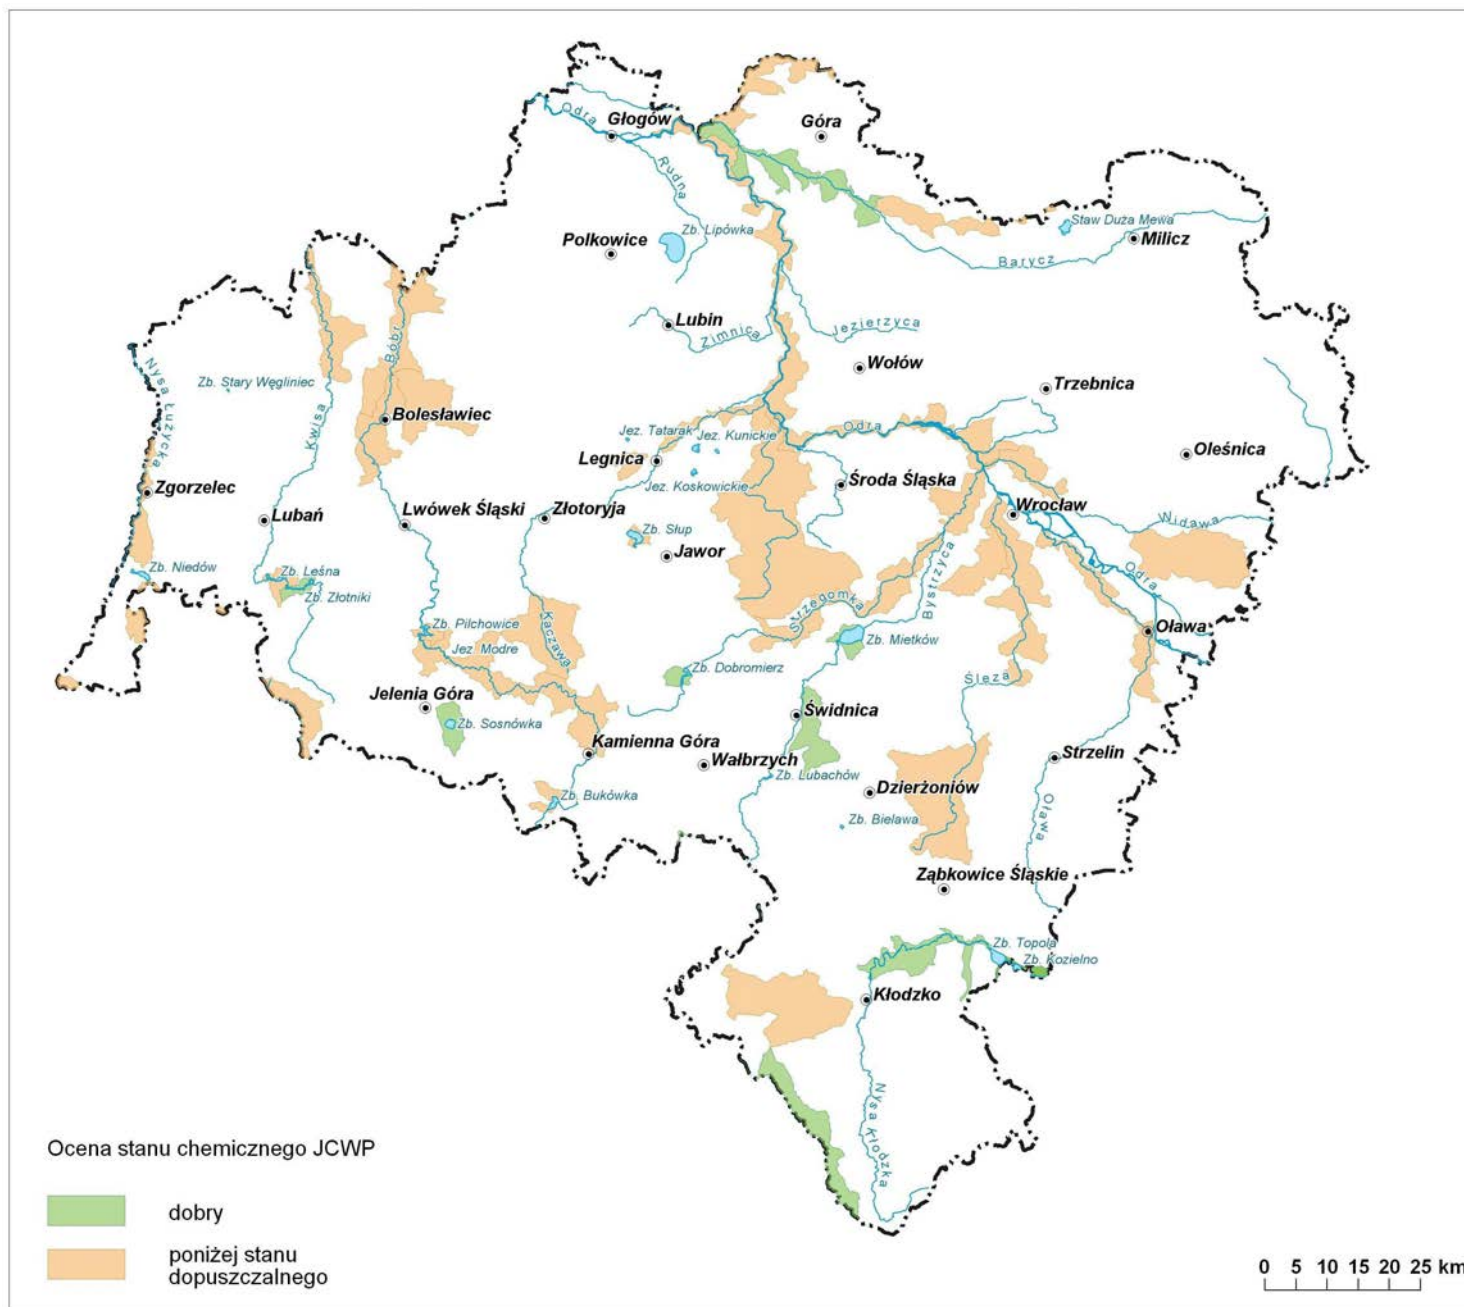 Odra
Głogów
Góra
Rudna
Staw Duża Mewa
Zb. Lipówka
Polkowice
Milicz
Barycz
Lubin
Zimnica
Jezierzyca
Bóbr
Nysa Łużycka
Wołów
Zb. Stary Węgliniec
Trzebnica
Kwisa
Bolesławiec
Odra
Jez. Tatarak
Jez. Kunickie
Legnica
Oleśnica
Jez. Koskowickie
Środa Śląska
Zgorzelec
Lubań
Lwówek Śląski
Złotoryja
Wrocław
Widawa
Zb. Słup
Jawor
Zb. Niedów
Zb. Leśna
Zb. Złotniki
Bystrzyca
Odra
Strzegomka
Zb. Pilchowice
Kaczawa
Zb. Mietków
Oława
Jez. Modre
Zb. Dobromierz
Ślęza
Jelenia Góra
Zb. Sosnówka
Świdnica
Kamienna Góra
Wałbrzych
Strzelin
Zb. Lubachów
Dzierżoniów
Zb. Bukówka
Zb. Bielawa
Oława
Ząbkowice Śląskie
Zb. Topola
Zb. Kozielno
Kłodzko
Nysa Kłodzka
Ocena stanu chemicznego JCWP
dobry
poniżej stanu
dopuszczalnego
0 5 10 15 20 25 km